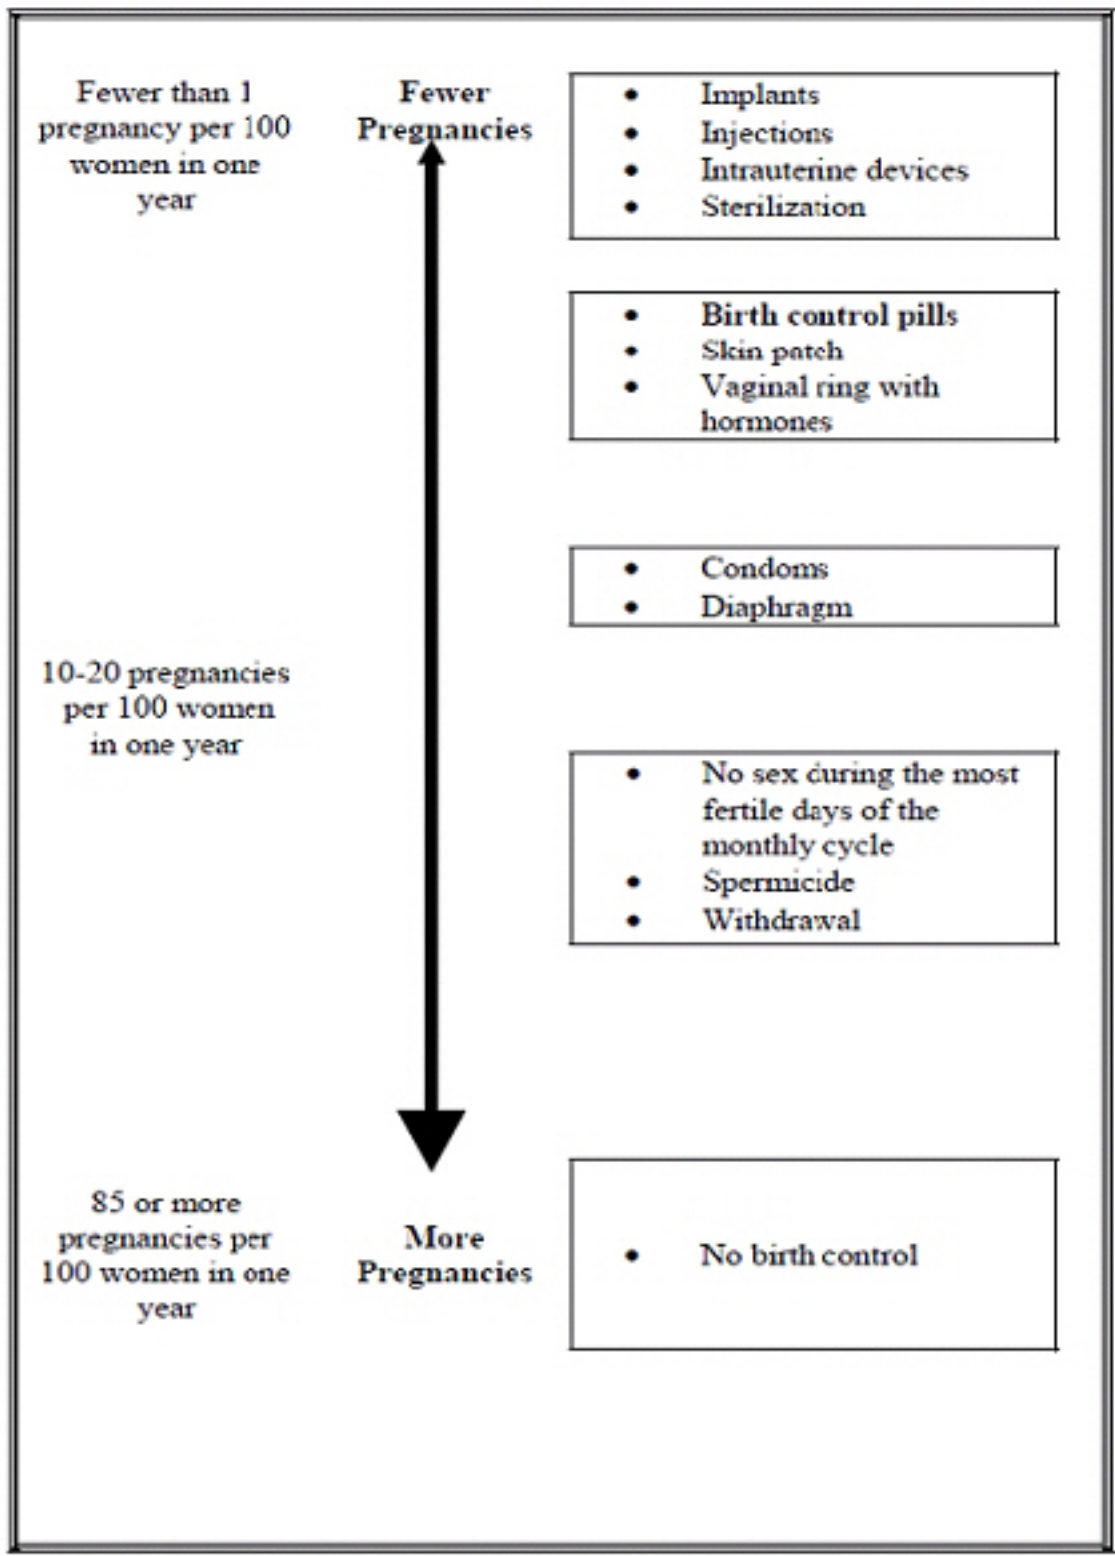 Fewer than 1
pregnancy per 100
women in one
year
Fewer
Pregnancies
• Implants
• Injections
• Intrauterine devices
• Sterilization
• Birth control pills
• Skin patch
• Vaginal ring with
hormones
• Condoms
• Diaphragm
10-20 pregnancies
per 100 women
in one year
• No sex during the most
fertile days of the
monthly cycle
• Spermicide
• Withdrawal
85 or more
pregnancies per
100 women in one
year
More
Pregnancies
• No birth control